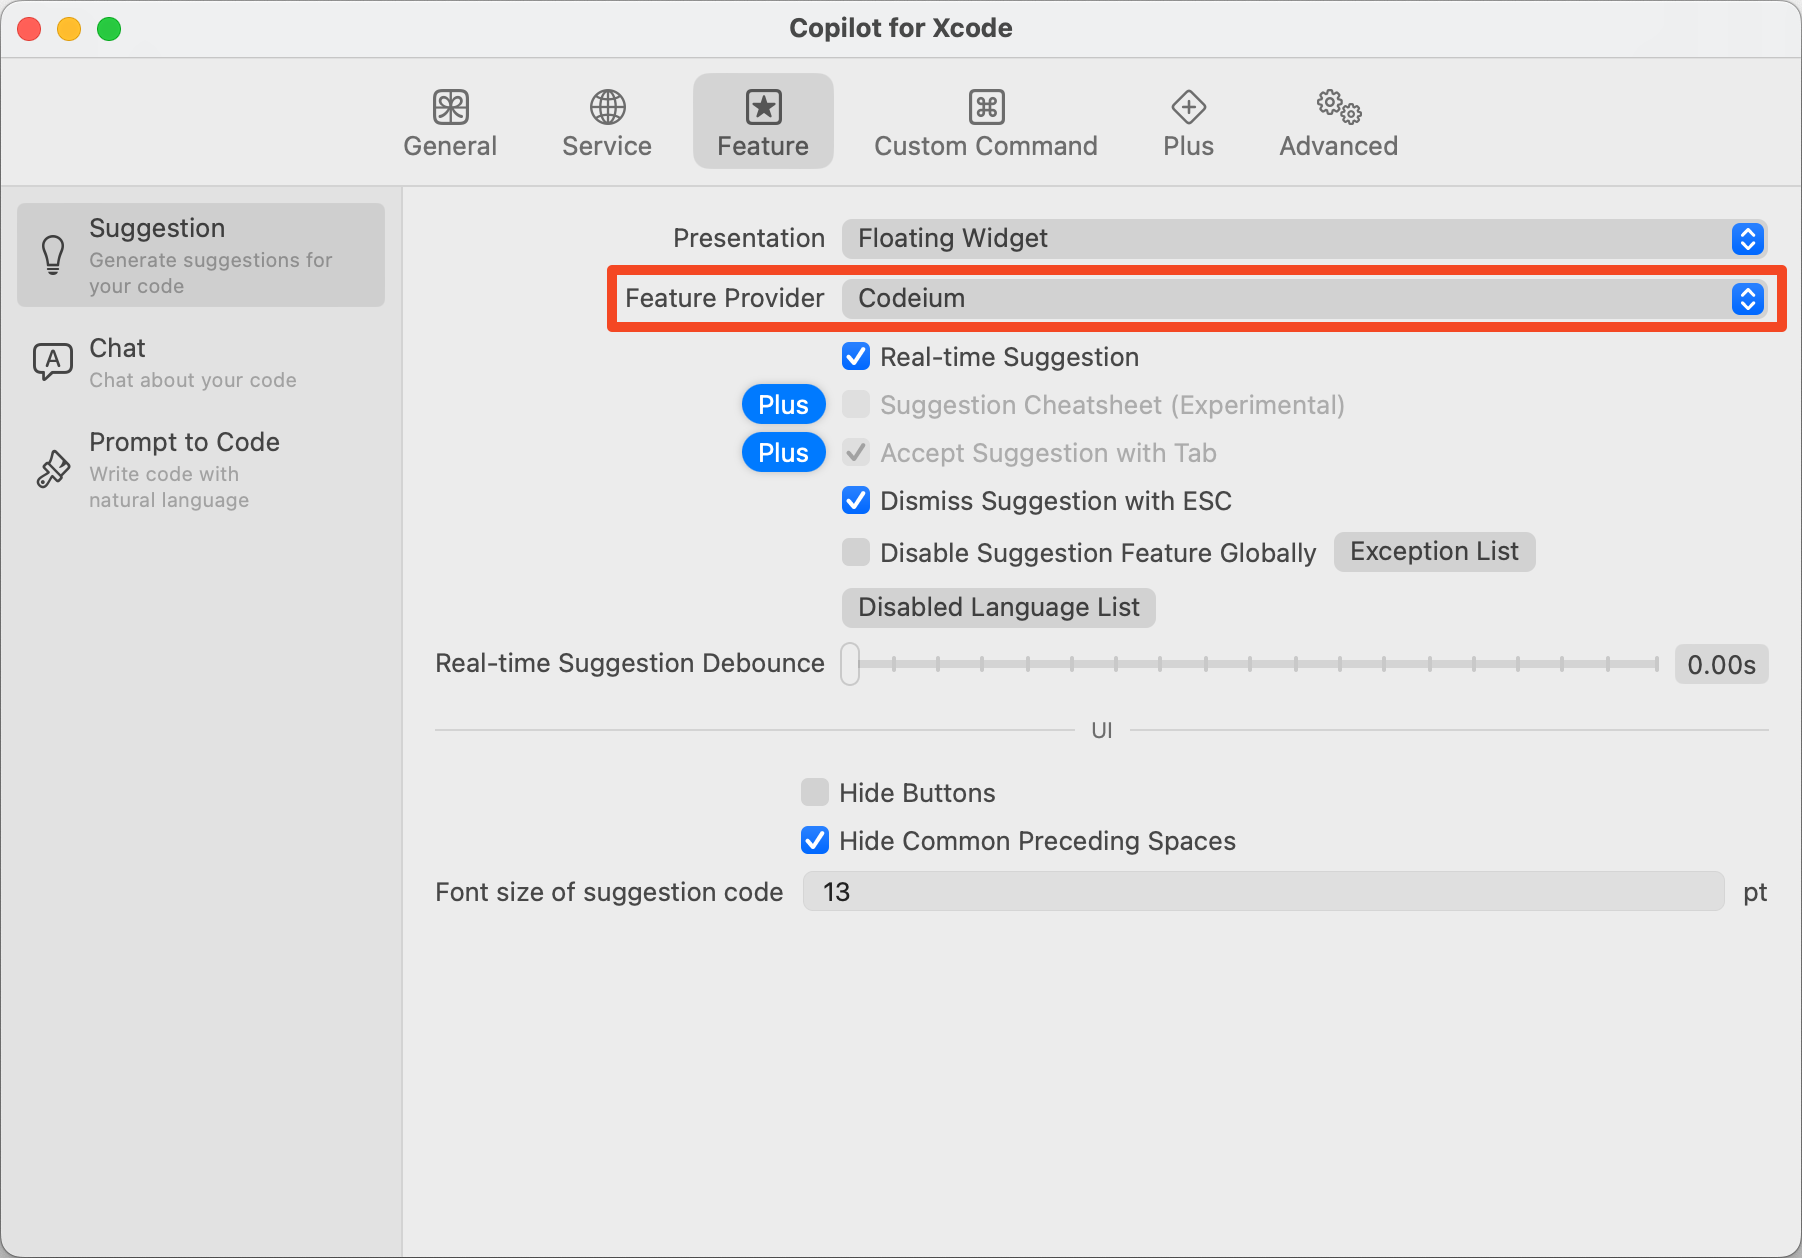 Copilot for Xcode
General
Service
Feature
Custom Command
Plus
Advanced
Suggestion
Generate suggestions for
your code
A
Chat
Chat about your code
Prompt to Code
Write code with
natural language
Presentation Floating Widget
Feature Provider Codeium
Real-time Suggestion
Plus Suggestion Cheatsheet (Experimental)
Plus Accept Suggestion with Tab
Dismiss Suggestion with ESC
Disable Suggestion Feature Globally Exception List
Disabled Language List
Real-time Suggestion Debounce 0.00s
UI
Hide Buttons
Hide Common Preceding Spaces
Font size of suggestion code 13 pt